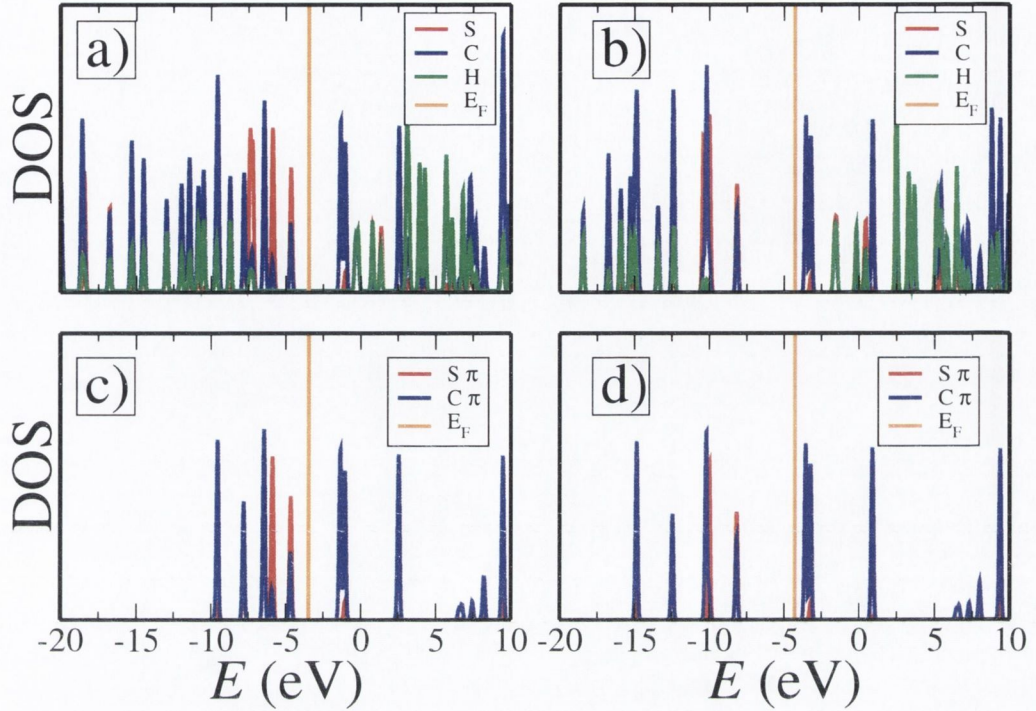 a)
S
C
H
E_F
b)
S
C
H
E_F
DOS
c)
S π
C π
E_F
d)
S π
C π
E_F
DOS
-20 -15 -10 -5 0 5 10
-15 -10 -5 0 5 10
E (eV)
E (eV)